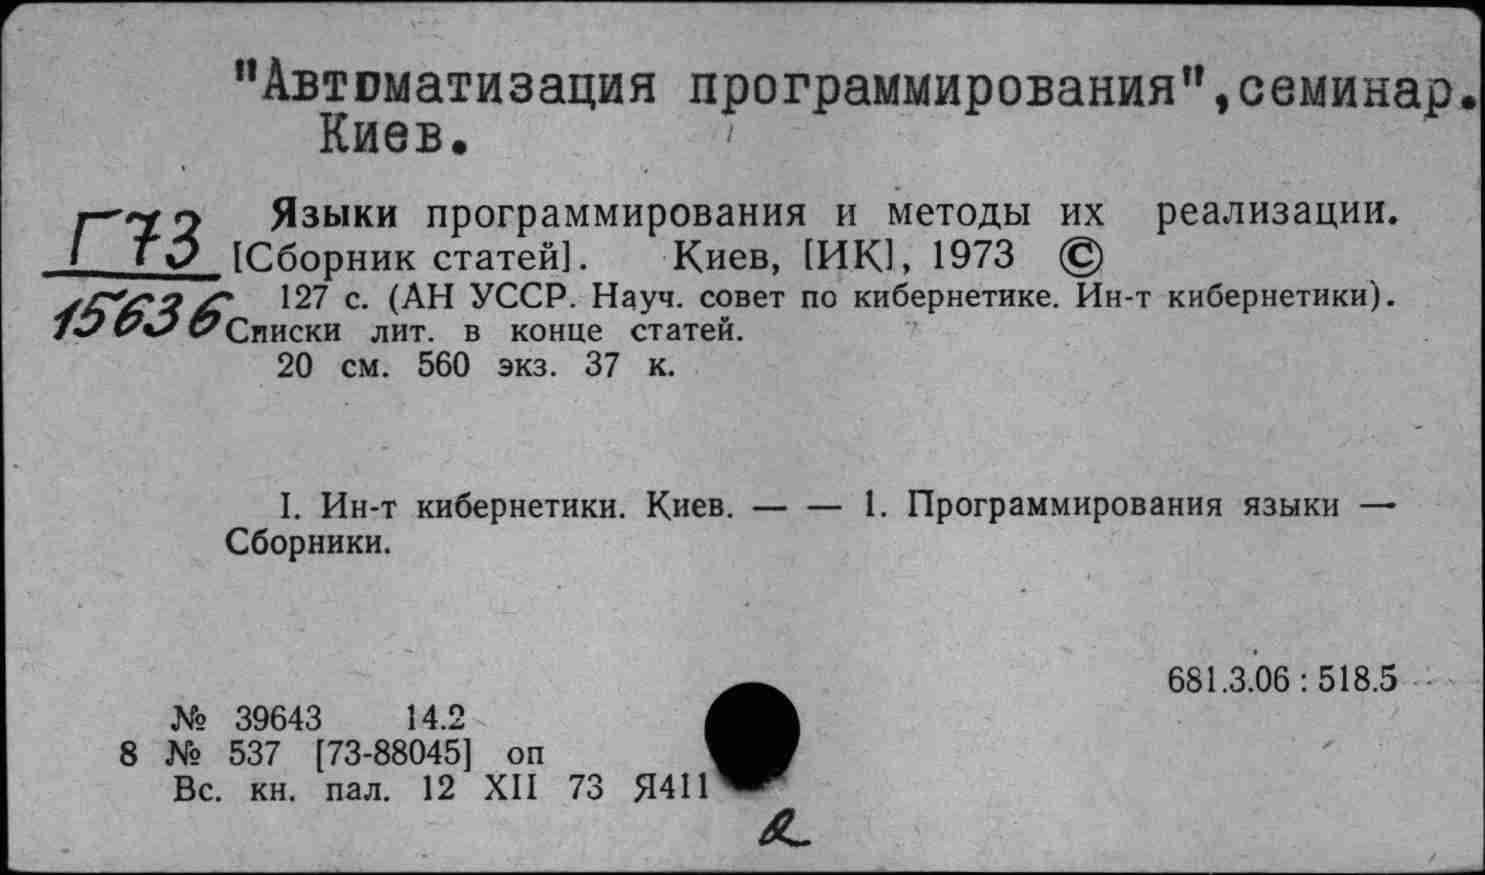 "Автоматизация программирования", семинар.
Киев.
Г73
15636
Языки программирования и методы их реализации.
[Сборник статей]. Киев, [ИК], 1973 ©
127 с. (АН УССР. Науч. совет по кибернетике. Ин-т кибернетики).
Списки лит. в конце статей.
20 см. 560 экз. 37 к.
I. Ин-т кибернетики. Киев. — — 1. Программирования языки —
Сборники.
681.3.06 : 518.5
№ 39643 14.2
8 № 537 [73-88045] оп
Вс. кн. пал. 12 XII 73 Я411